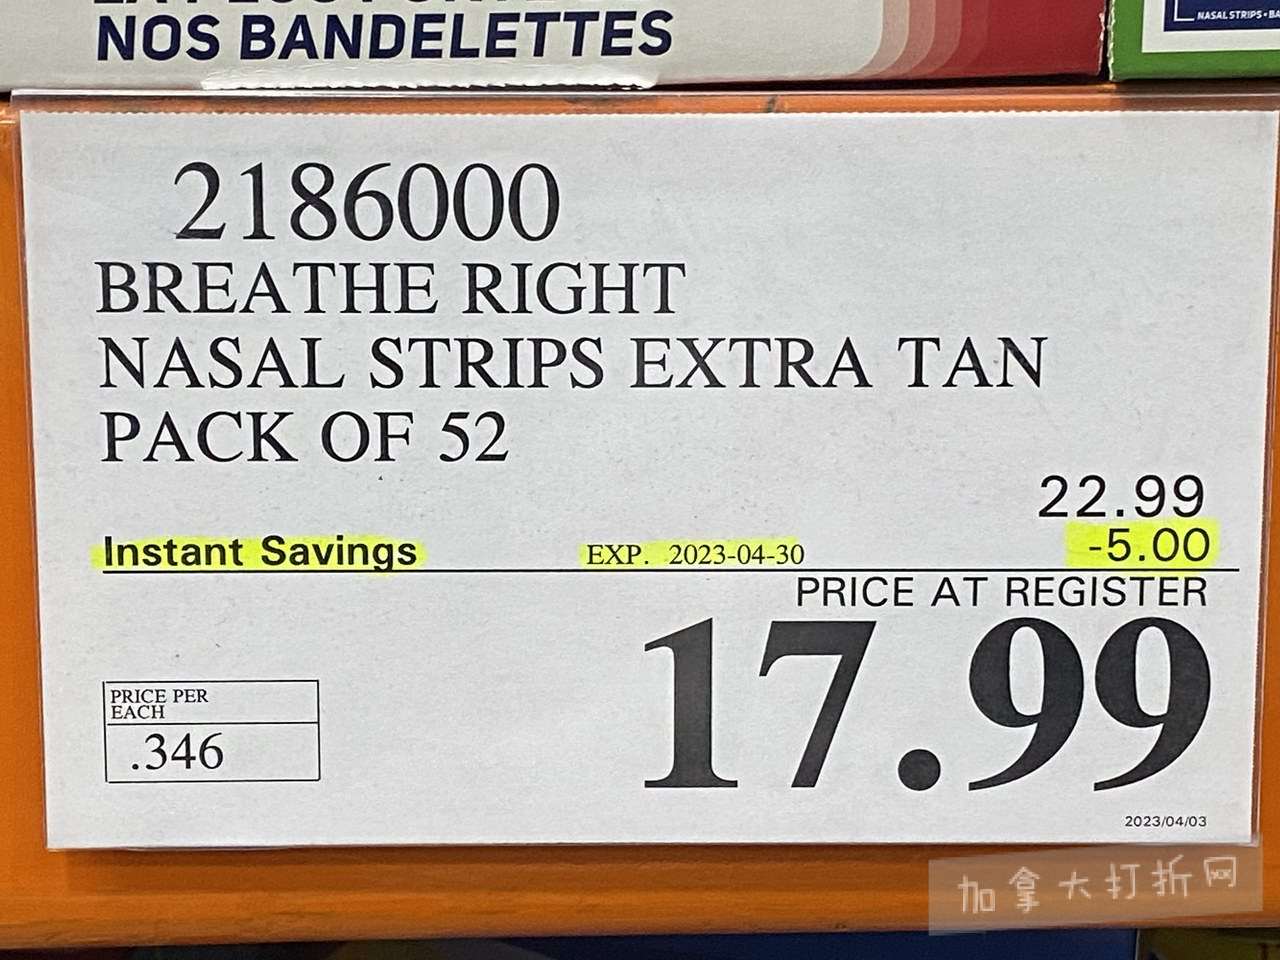 NOS BANDELETTES
NASAL STRIPS
2186000
BREATHE RIGHT
NASAL STRIPS EXTRA TAN
PACK OF 52
22.99
Instant Savings EXP. 2023-04-30 -5.00
PRICE AT REGISTER
17.99
PRICE PER
EACH
.346
2023/04/03
加拿大打折网